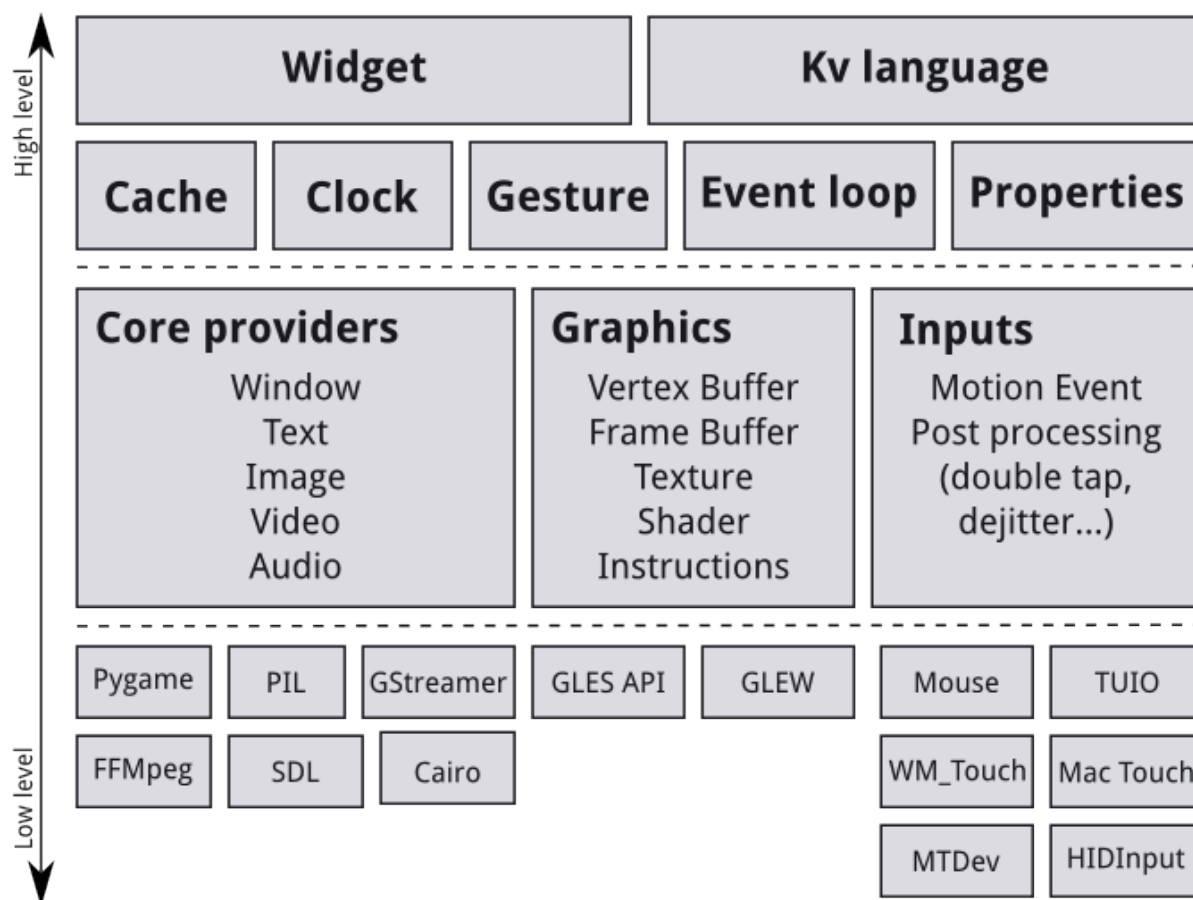 High level
Widget
Kv language
Cache
Clock
Gesture
Event loop
Properties
Core providers
Window
Text
Image
Video
Audio
Graphics
Vertex Buffer
Frame Buffer
Texture
Shader
Instructions
Inputs
Motion Event
Post processing
(double tap,
dejitter...)
Low level
Pygame
PIL
GStreamer
GLES API
GLEW
Mouse
TUIO
FFMpeg
SDL
Cairo
WM_Touch
Mac Touch
MTDev
HIDInput